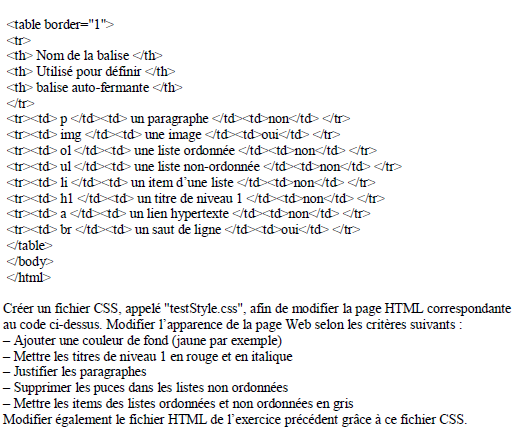 <table border="1">
<tr>
<th> Nom de la balise </th>
<th> Utilisé pour définir </th>
<th> balise auto-fermante </th>
</tr>
<tr><td> p </td><td> un paragraphe </td><td>non</td> </tr>
<tr><td> img </td><td> une image </td><td>oui</td> </tr>
<tr><td> ol </td><td> une liste ordonnée </td><td>non</td> </tr>
<tr><td> ul </td><td> une liste non-ordonnée </td><td>non</td> </tr>
<tr><td> li </td><td> un item d’une liste </td><td>non</td> </tr>
<tr><td> h1 </td><td> un titre de niveau 1 </td><td>non</td> </tr>
<tr><td> a </td><td> un lien hypertexte </td><td>non</td> </tr>
<tr><td> br </td><td> un saut de ligne </td><td>oui</td> </tr>
</table>
</body>
</html>
Créer un fichier CSS, appelé "testStyle.css", afin de modifier la page HTML correspondante
au code ci-dessus. Modifier l’apparence de la page Web selon les critères suivants :
– Ajouter une couleur de fond (jaune par exemple)
– Mettre les titres de niveau 1 en rouge et en italique
– Justifier les paragraphes
– Supprimer les puces dans les listes non ordonnées
– Mettre les items des listes ordonnées et non ordonnées en gris
Modifier également le fichier HTML de l’exercice précédent grâce à ce fichier CSS.